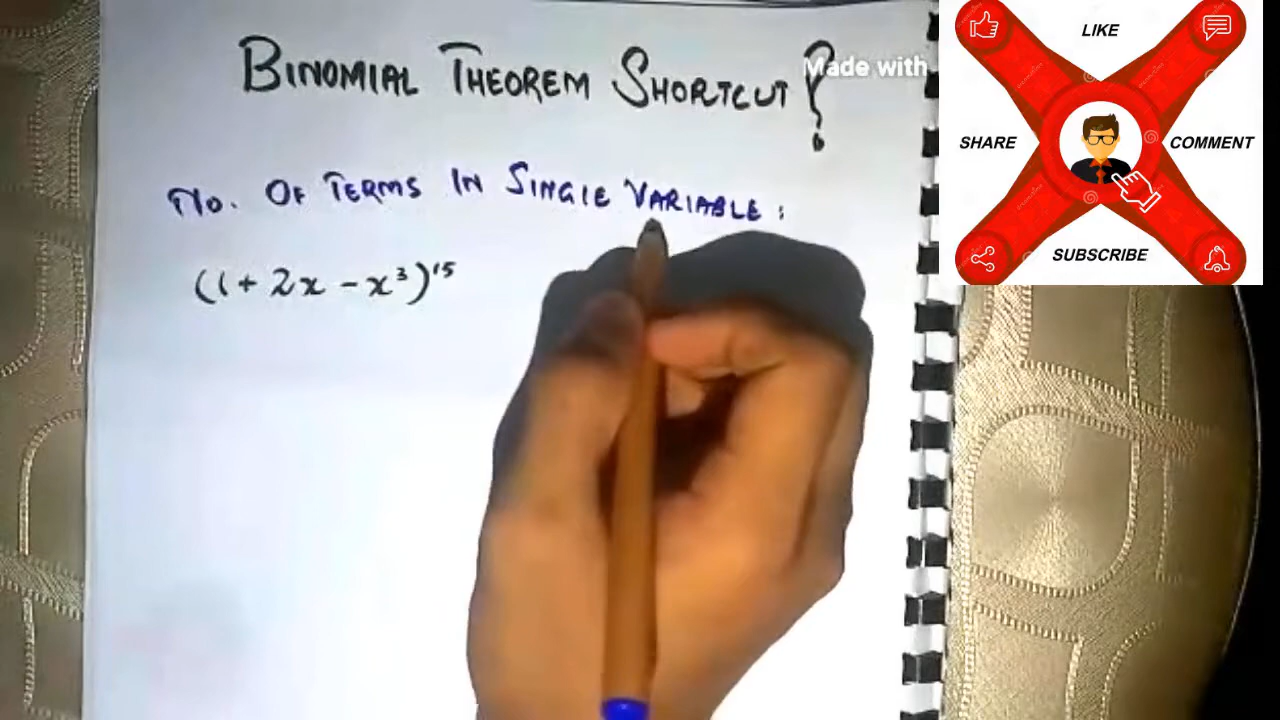 BINOMIAL THEOREM SHORTCUT?
Made with
No. OF TERMS IN SINGLE VARIABLE:
(1 + 2x - x³)¹⁵
LIKE
SHARE
COMMENT
SUBSCRIBE